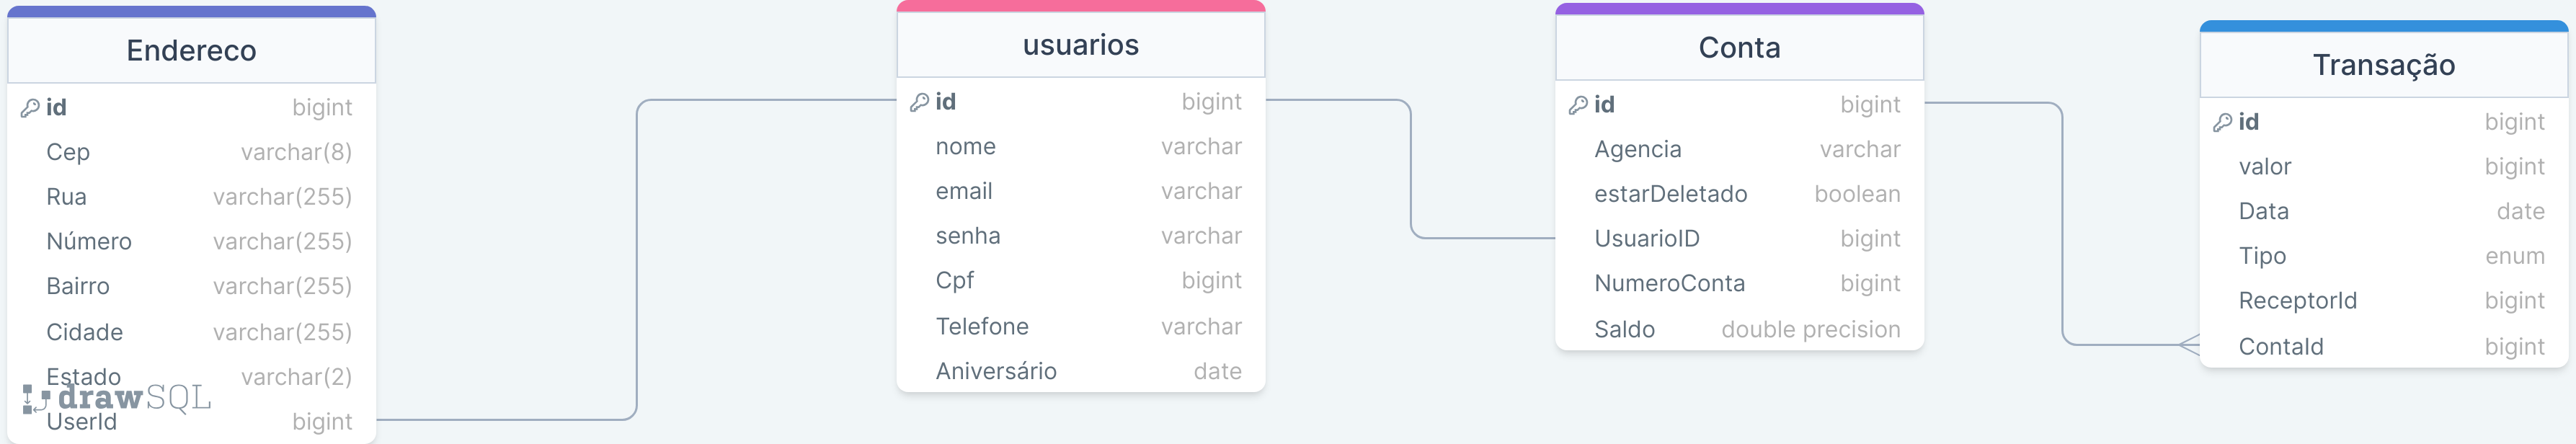 Endereco
id bigint
Cep varchar(8)
Rua varchar(255)
Número varchar(255)
Bairro varchar(255)
Cidade varchar(255)
Estado varchar(2)
drawSQL
UserId bigint
usuarios
id bigint
nome varchar
email varchar
senha varchar
Cpf bigint
Telefone varchar
Aniversário date
Conta
id bigint
Agencia varchar
estarDeletado boolean
UsuarioID bigint
NumeroConta bigint
Saldo double precision
Transação
id bigint
valor bigint
Data date
Tipo enum
ReceptorId bigint
ContaId bigint